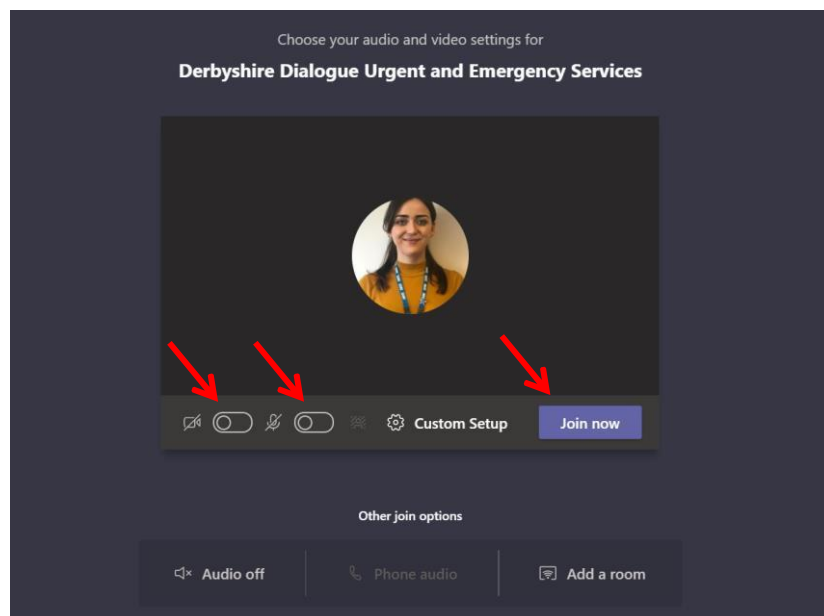 Choose your audio and video settings for
Derbyshire Dialogue Urgent and Emergency Services
Custom Setup
Join now
Other join options
Audio off
Phone audio
Add a room